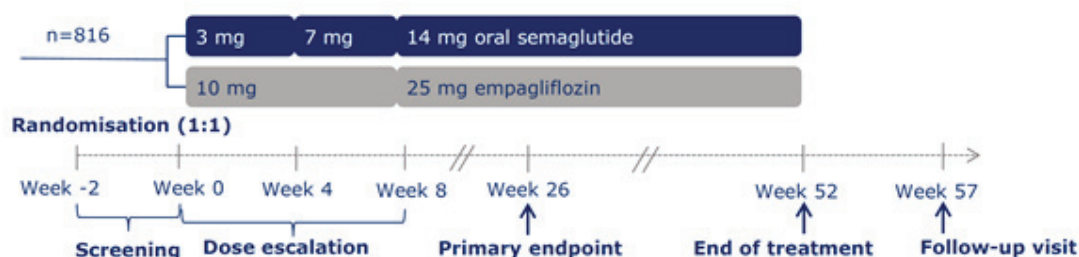 n=816
3 mg 7 mg 14 mg oral semaglutide
10 mg 25 mg empagliflozin
Randomisation (1:1)
Week -2 Week 0 Week 4 Week 8 Week 26 Week 52 Week 57
Screening Dose escalation Primary endpoint End of treatment Follow-up visit